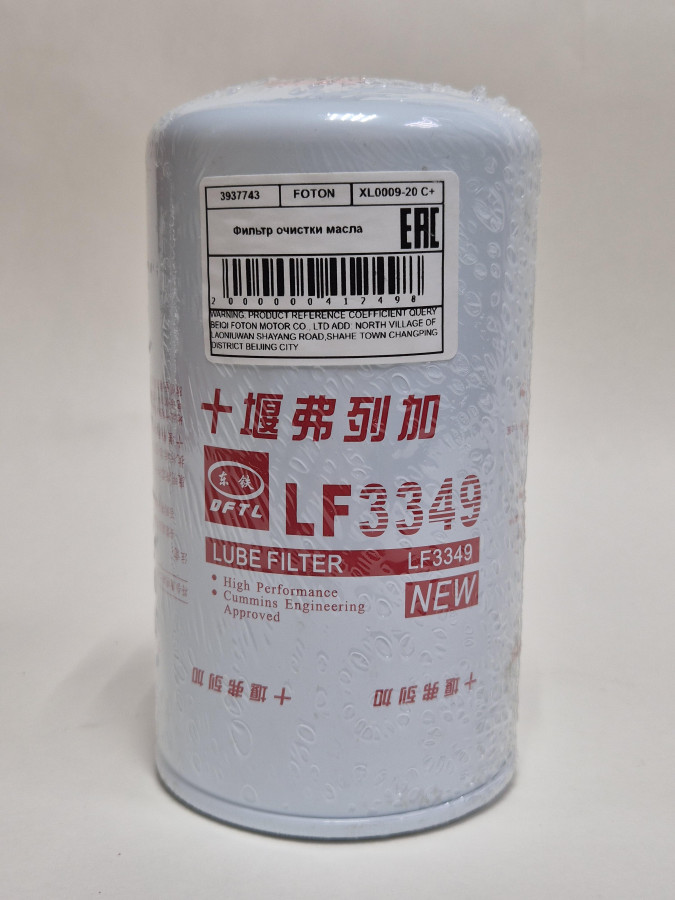 3937743 FOTON XL0009-20 C+
Фильтр очистки масла EAC
2000000417498
WARNING. PRODUCT REFERENCE COEFFICIENT QUERY
BEIQI FOTON MOTOR CO., LTD ADD: NORTH VILLAGE OF
LAONIUWAN SHAYANG ROAD,SHAHE TOWN CHANGPING
DISTRICT BEIJING CITY
十堰弗列加
东铁
DFTL
LF3349
LUBE FILTER LF3349
• High Performance
• Cummins Engineering
Approved
NEW
十堰弗列加 十堰弗列加